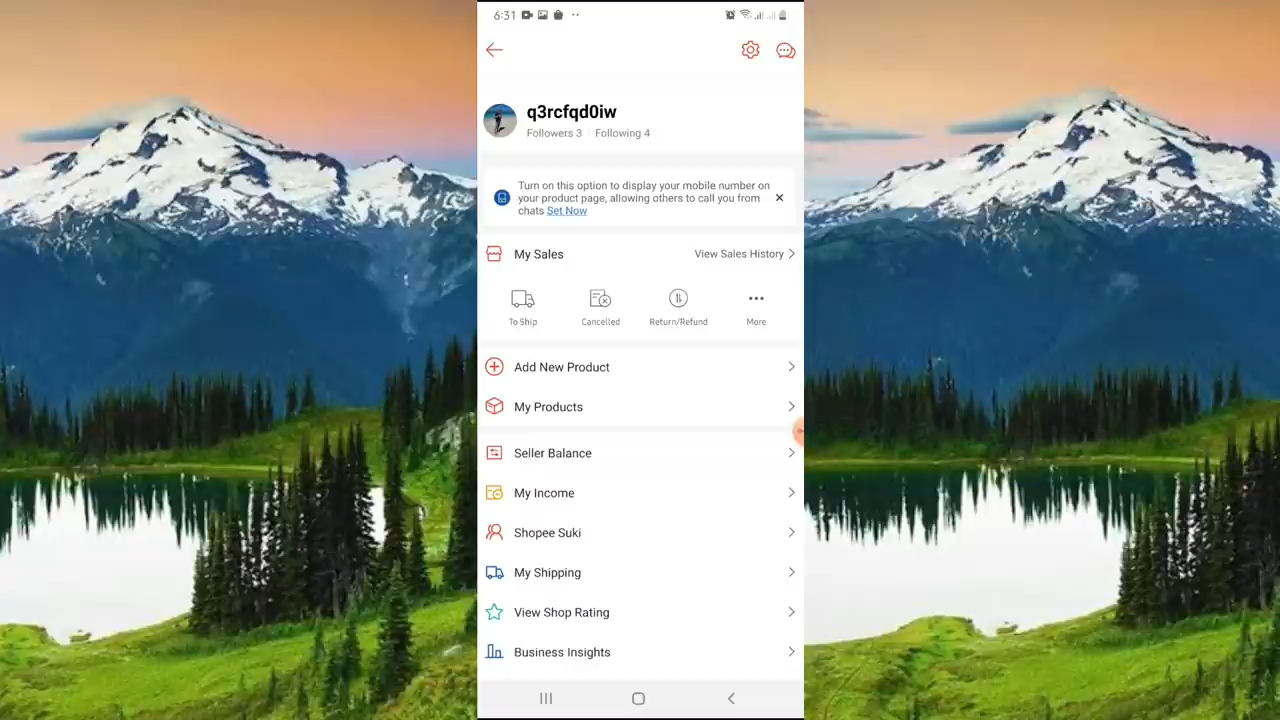 6:31
q3rcfqd0iw
Followers 3 Following 4
Turn on this option to display your mobile number on
your product page, allowing others to call you from
chats Set Now
My Sales View Sales History
To Ship Cancelled Return/Refund More
Add New Product
My Products
Seller Balance
My Income
Shopee Suki
My Shipping
View Shop Rating
Business Insights